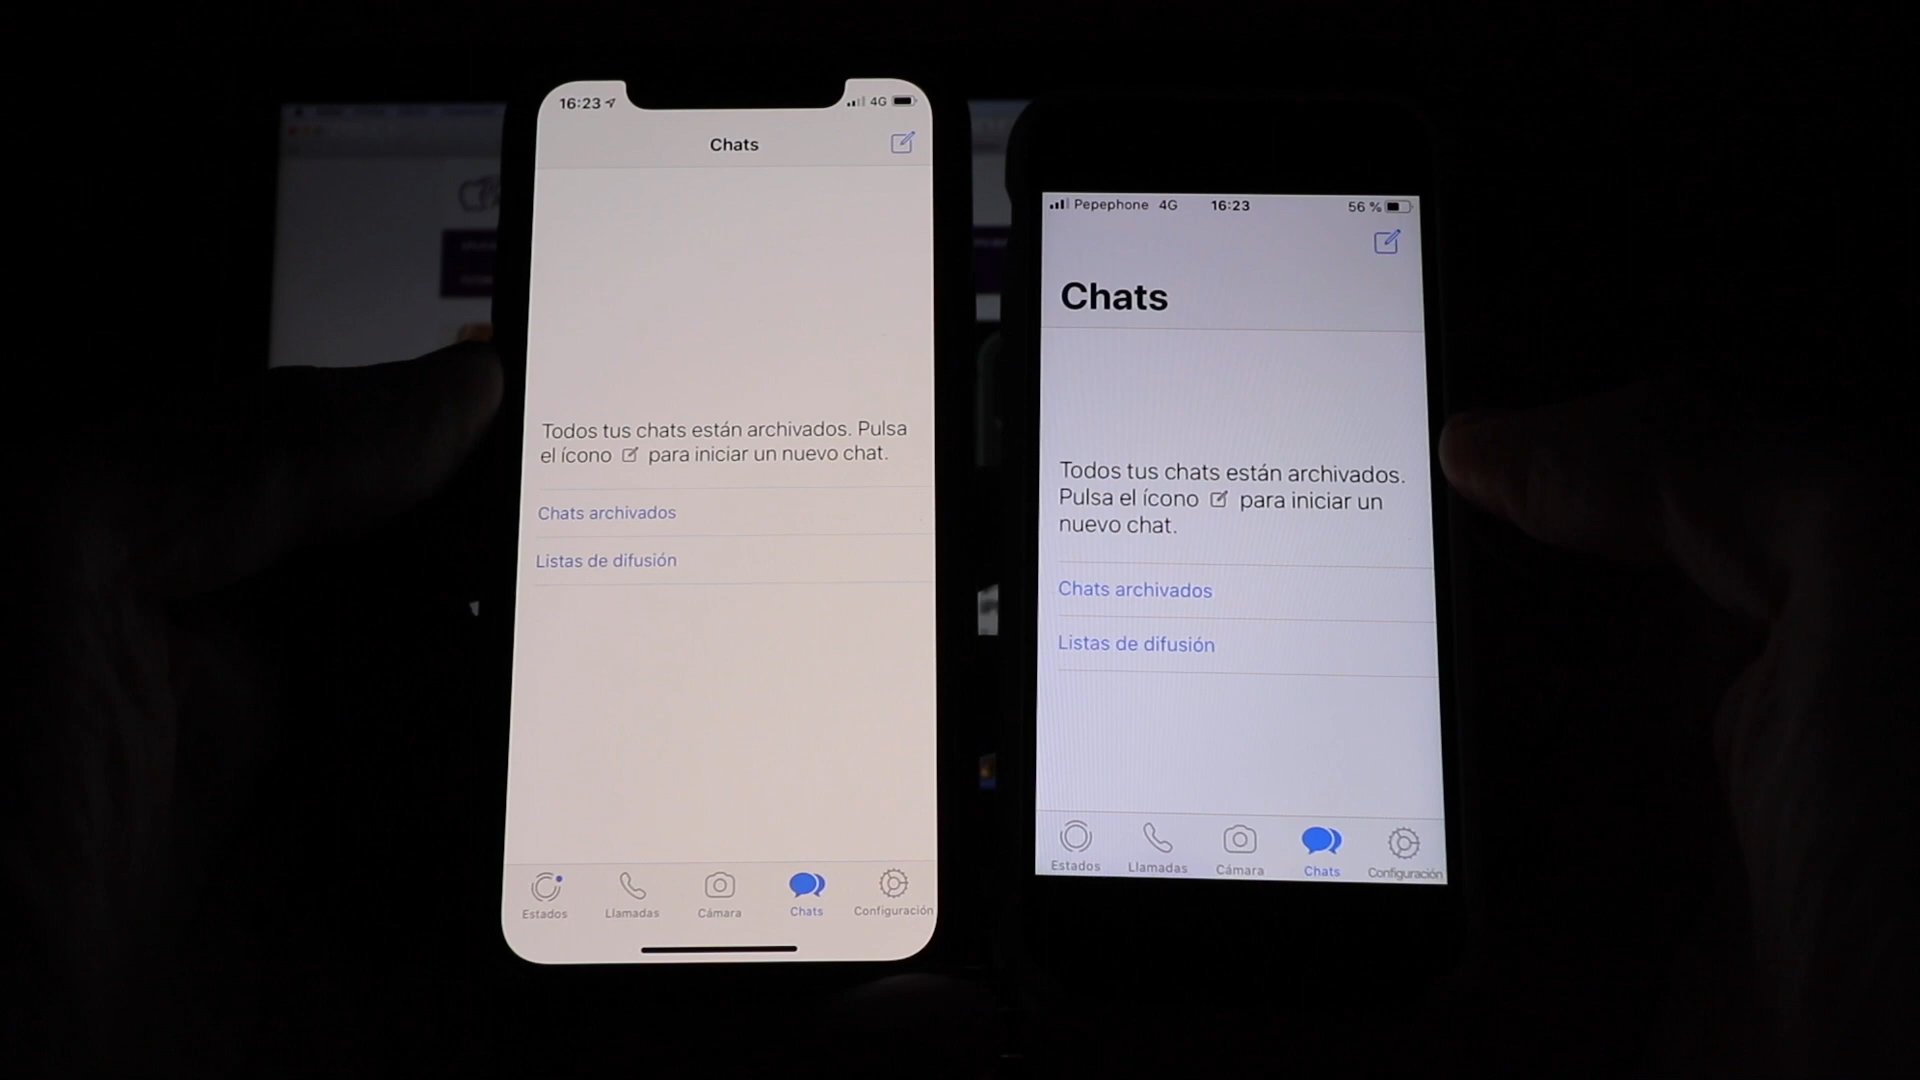 16:23
4G
Chats
Todos tus chats están archivados. Pulsa
el ícono para iniciar un nuevo chat.
Chats archivados
Listas de difusión
Estados
Llamadas
Cámara
Chats
Configuración
Pepephone 4G
16:23
56 %
Chats
Todos tus chats están archivados.
Pulsa el ícono para iniciar un
nuevo chat.
Chats archivados
Listas de difusión
Estados
Llamadas
Cámara
Chats
Configuración